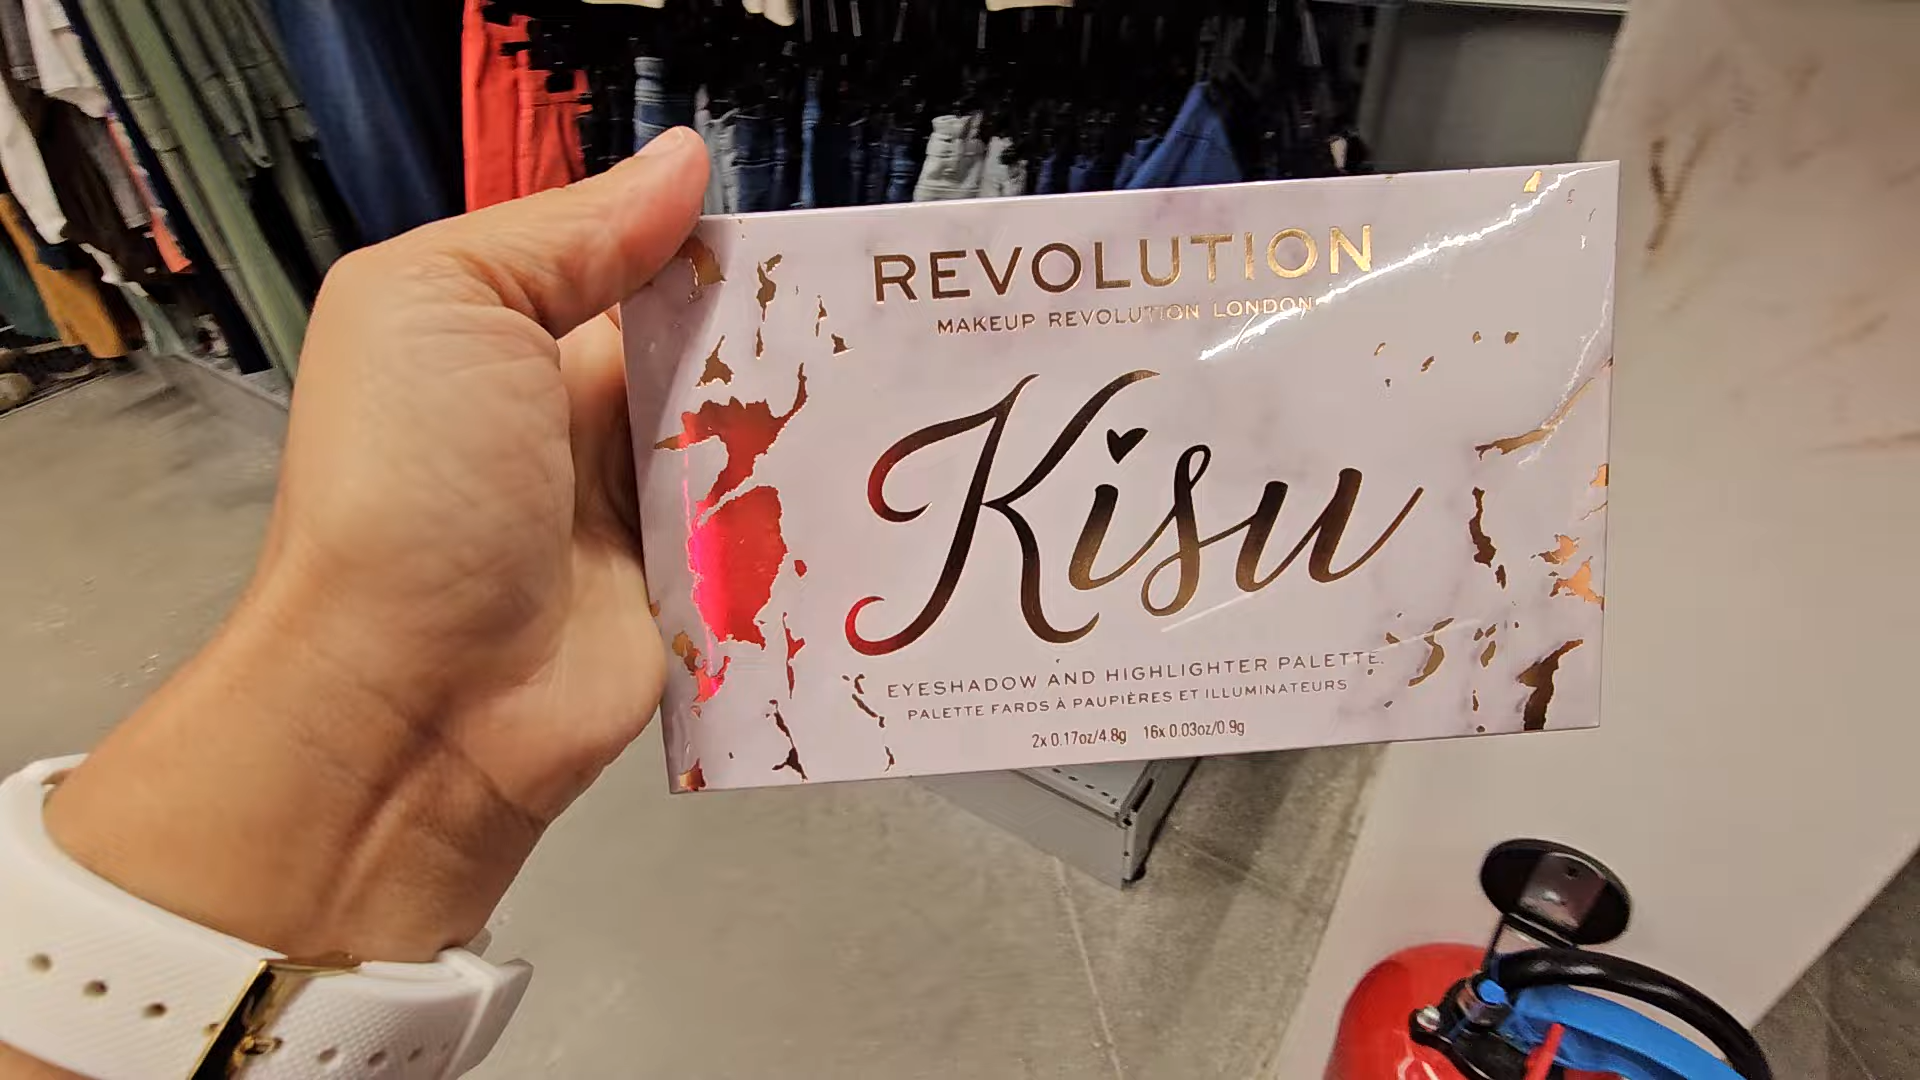 REVOLUTION
MAKEUP REVOLUTION LONDON
Kisu
EYESHADOW AND HIGHLIGHTER PALETTE
PALETTE FARDS À PAUPIÈRES ET ILLUMINATEURS
2x 0.17oz/4.8g 16x 0.03oz/0.9g